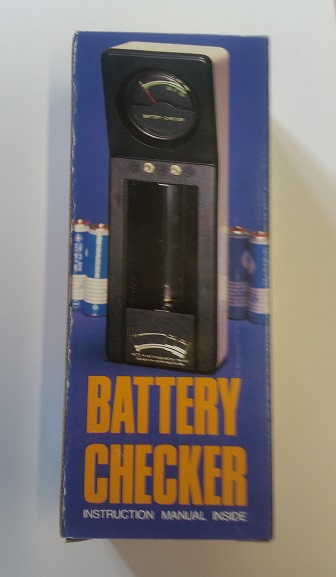 BATTERY CHECKER
BATTERY
CHECKER
INSTRUCTION MANUAL INSIDE